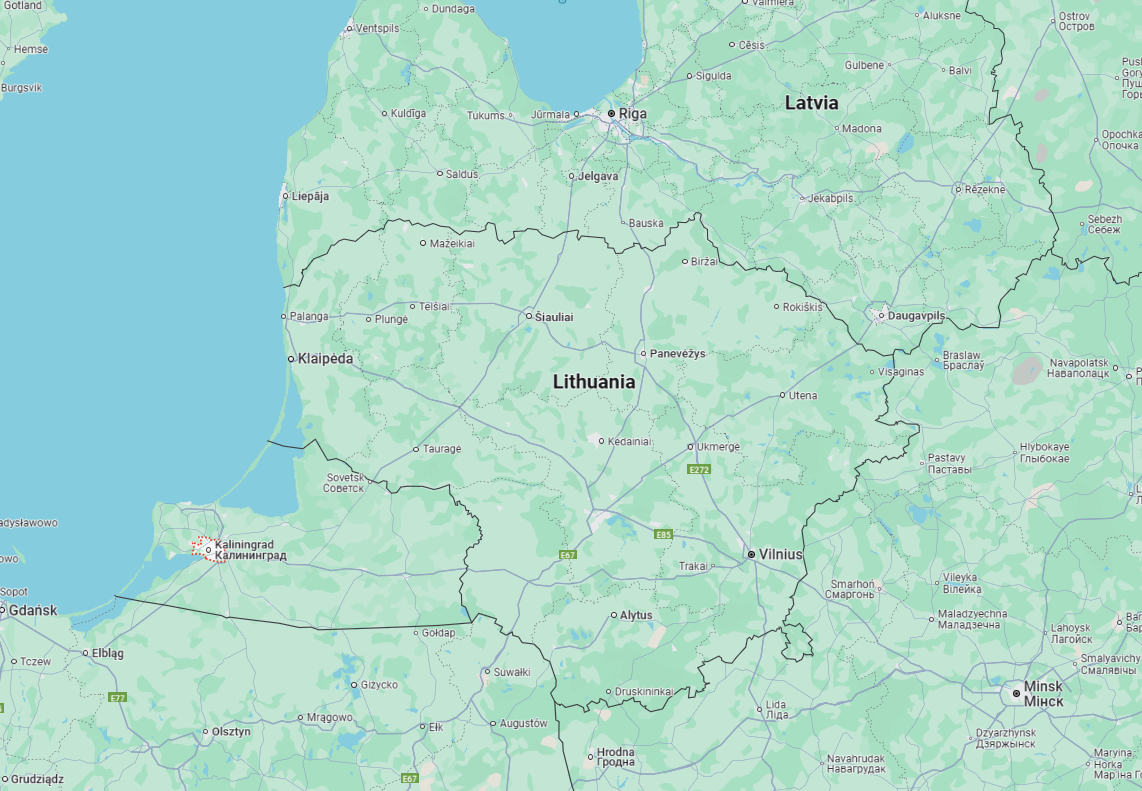 Gotland
Dundaga
Valmiera
Ventspils
Aluksne
Ostrov
Остров
Hemse
Cēsis
Gulbene
Balvi
Sigulda
Burgsvik
Latvia
Kuldīga
Tukums
Jūrmala
Riga
Madona
Opochka
Опочка
Saldus
Jelgava
Liepāja
Jēkabpils
Rēzekne
Bauska
Sebezh
Себеж
Mažeikiai
Biržai
Palanga
Telšiai
Plungė
Šiauliai
Rokiškis
Daugavpils
Klaipėda
Panevėžys
Braslaw
Браслаў
Visaginas
Navapolatsk
Наваполацк
Lithuania
Utena
Tauragė
Kėdainiai
Ukmergė
E272
Hlybokaye
Глыбокае
Pastavy
Паставы
Sovetsk
Советск
adysławowo
Kaliningrad
Калининград
E85
E67
Vilnius
Trakai
Sopot
Gdańsk
Smarhoń
Смаргонь
Vileyka
Вілейка
Alytus
Maladzyechna
Маладзечна
Lahoysk
Лагойск
Gołdap
Elbląg
Tczew
Suwałki
Smalyavichy
Смалявічы
E77
Giżycko
Druskininkai
Minsk
Мінск
Mrągowo
Lida
Ліда
Olsztyn
Ełk
Augustów
Dzyarzhynsk
Дзяржынск
Hrodna
Гродна
Navahrudak
Навагрудак
Maryina
Horka
Grudziądz
E67